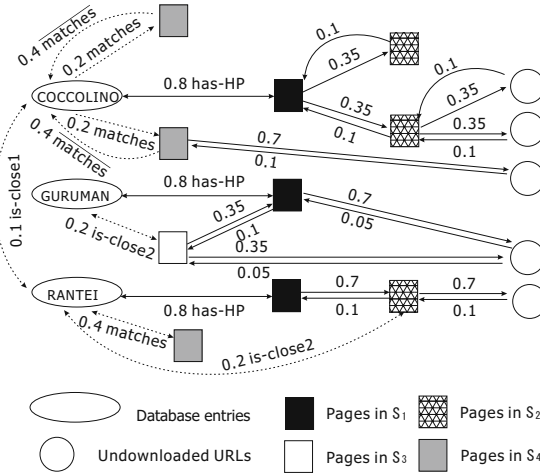 0.4 matches
0.2 matches
0.1
0.35
0.1
0.35
COCCOLINO
0.8 has-HP
0.35
0.1
0.35
0.1
0.2 matches
0.4 matches
0.7
0.1
0.1 is-close1
GURUMAN
0.8 has-HP
0.7
0.05
0.35
0.1
0.2 is-close2
0.35
0.05
RANTEI
0.8 has-HP
0.7
0.1
0.7
0.1
0.4 matches
0.2 is-close2
Database entries
Pages in S1
Pages in S2
Undownloaded URLs
Pages in S3
Pages in S4